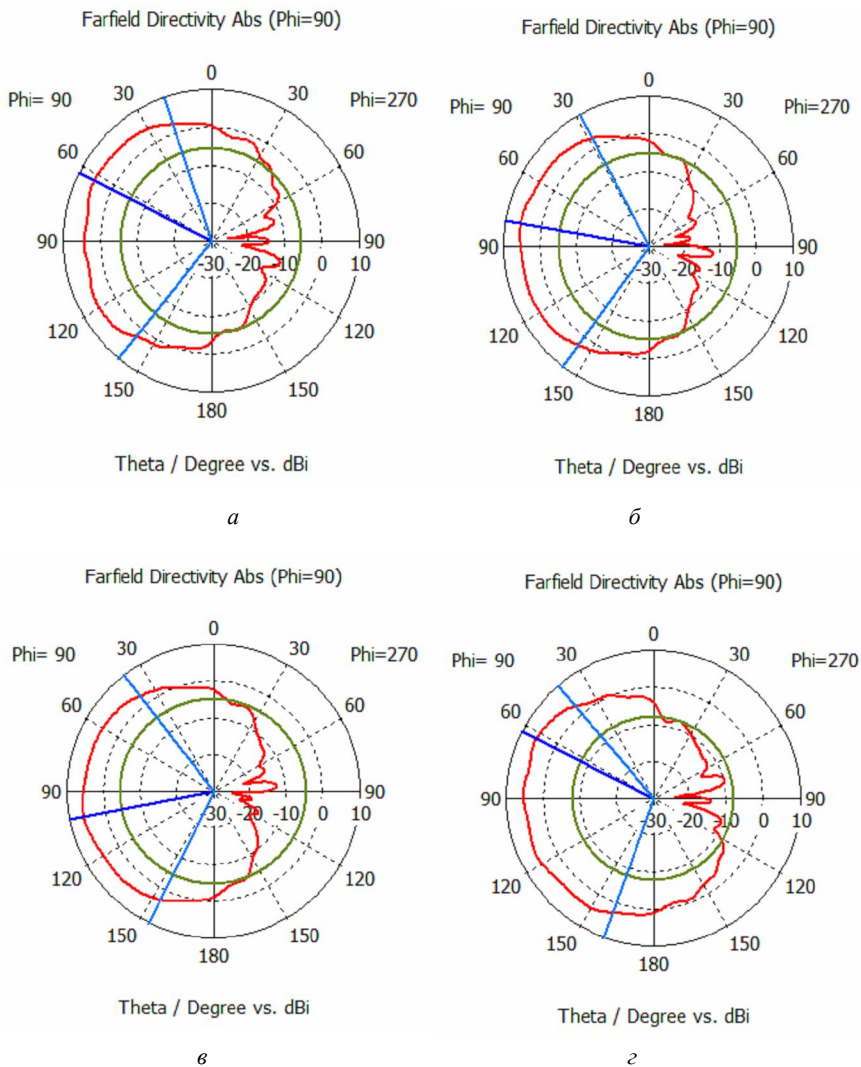 Farfield Directivity Abs (Phi=90)
0
Phi= 90 30 30 Phi=270
60 60
90 -30 -20 -10 0 10 90
120 120
150 150
180
Theta / Degree vs. dBi
а
Farfield Directivity Abs (Phi=90)
0
Phi= 90 30 30 Phi=270
60 60
90 -30 -20 -10 0 10 90
120 120
150 150
180
Theta / Degree vs. dBi
б
Farfield Directivity Abs (Phi=90)
0
Phi= 90 30 30 Phi=270
60 60
90 -30 -20 -10 0 10 90
120 120
150 150
180
Theta / Degree vs. dBi
в
Farfield Directivity Abs (Phi=90)
0
Phi= 90 30 30 Phi=270
60 60
90 -30 -20 -10 0 10 90
120 120
150 150
180
Theta / Degree vs. dBi
г